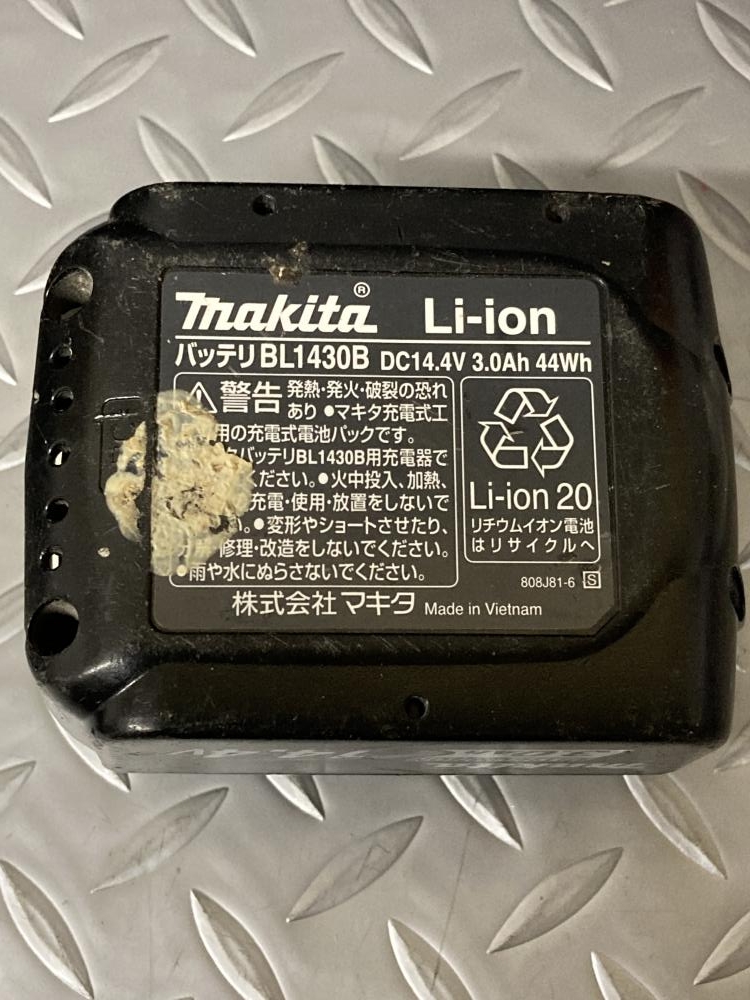 makita® Li-ion
バッテリ BL1430B DC14.4V 3.0Ah 44Wh
警告 発熱・発火・破裂の恐れ
あり ●マキタ充電式工
用の充電式電池パックです。
バッテリBL1430B用充電器で
ください。●火中投入、加熱、
充電・使用・放置をしないで
い。●変形やショートさせたり、
修理・改造をしないでください。
●雨や水にぬらさないでください。
Li-ion 20
リチウムイオン電池
はリサイクルへ
808J81-6 S
株式会社マキタ Made in Vietnam
14.4V